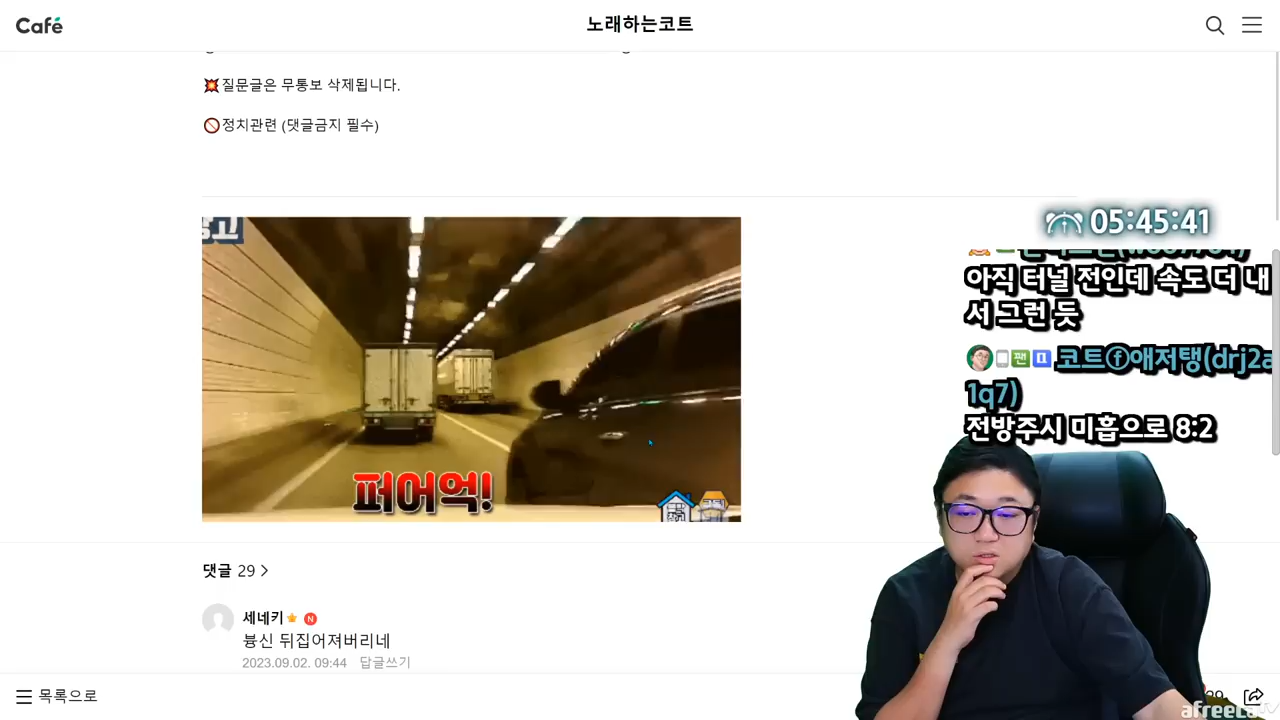 Café
노래하는코트
💥질문글은 무통보 삭제됩니다.
🚫정치관련 (댓글금지 필수)
05:45:41
아직 터널 전인데 속도 더 내
서 그런 듯
팬 코트ⓕ애저탱(drj2a
1q7)
전방주시 미흡으로 8:2
퍼어억!
댓글 29 >
세네키 N
븅신 뒤집어져버리네
2023.09.02. 09:44 답글쓰기
목록으로
29
afreecaTV